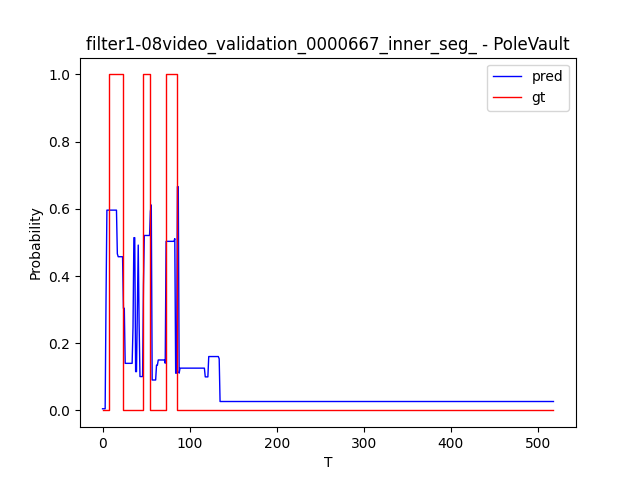 filter1-08video_validation_0000667_inner_seg_ - PoleVault
pred
gt
Probability
1.0
0.8
0.6
0.4
0.2
0.0
0 100 200 300 400 500
T